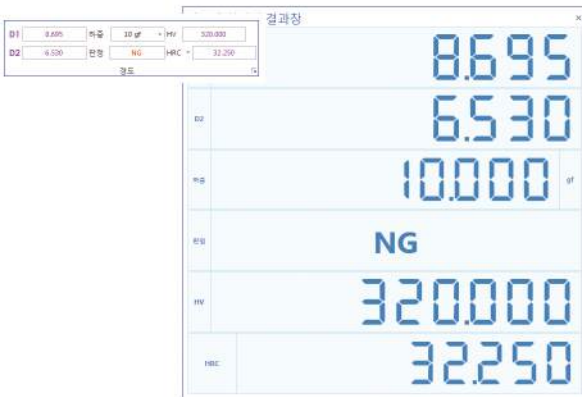 결과창
D1 8.695 하중 10 gf HV 320.000
D2 6.530 판정 NG HRC 32.250
경도
8.695
D2 6.530
하중 10.000 gf
판정 NG
HV 320.000
HRC 32.250